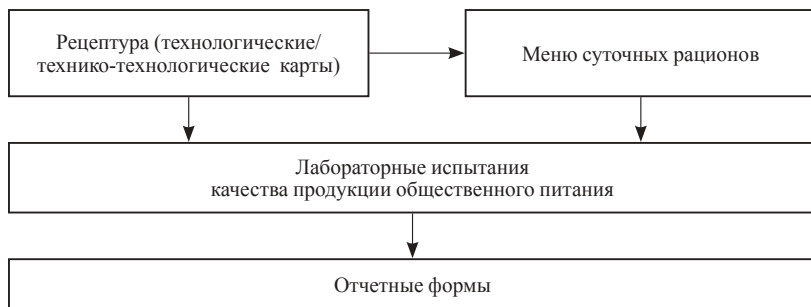 Рецептура (технологические/
технико-технологические карты)
Меню суточных рационов
Лабораторные испытания
качества продукции общественного питания
Отчетные формы